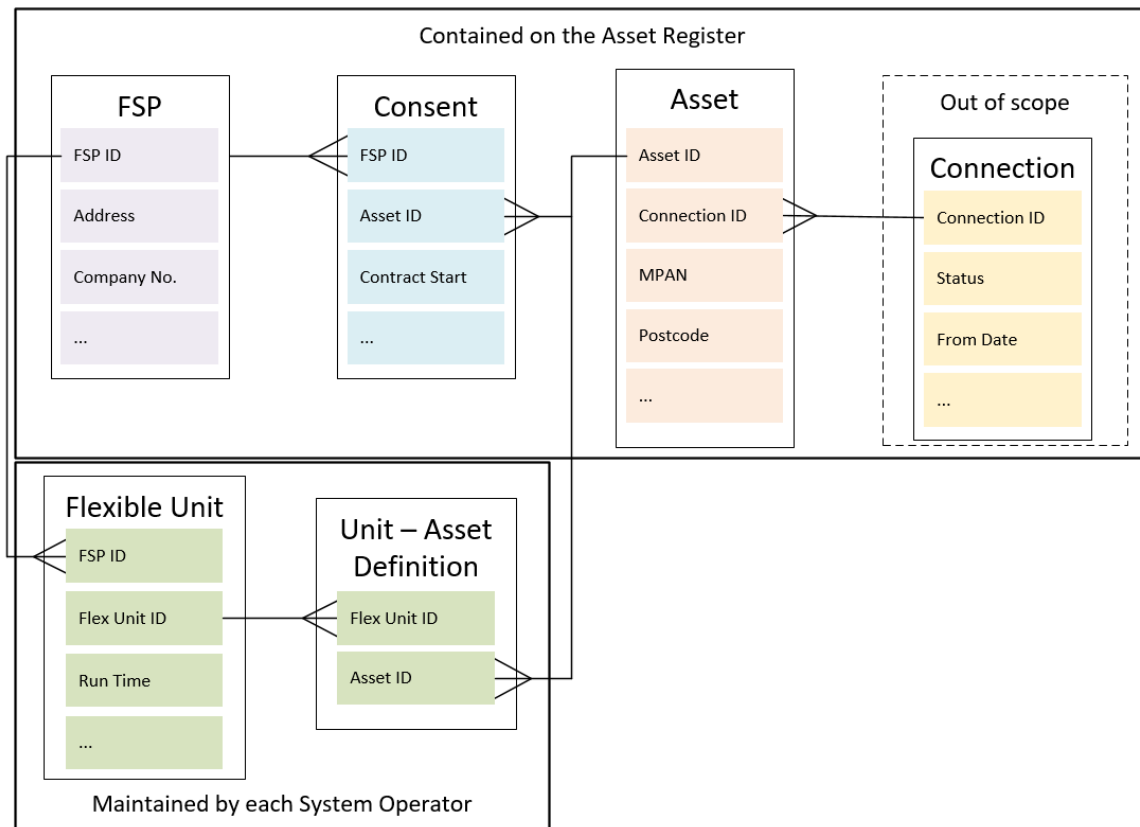 Contained on the Asset Register
FSP
FSP ID
Address
Company No.
...
Consent
FSP ID
Asset ID
Contract Start
...
Asset
Asset ID
Connection ID
MPAN
Postcode
...
Out of scope
Connection
Connection ID
Status
From Date
...
Flexible Unit
FSP ID
Flex Unit ID
Run Time
...
Unit – Asset
Definition
Flex Unit ID
Asset ID
Maintained by each System Operator